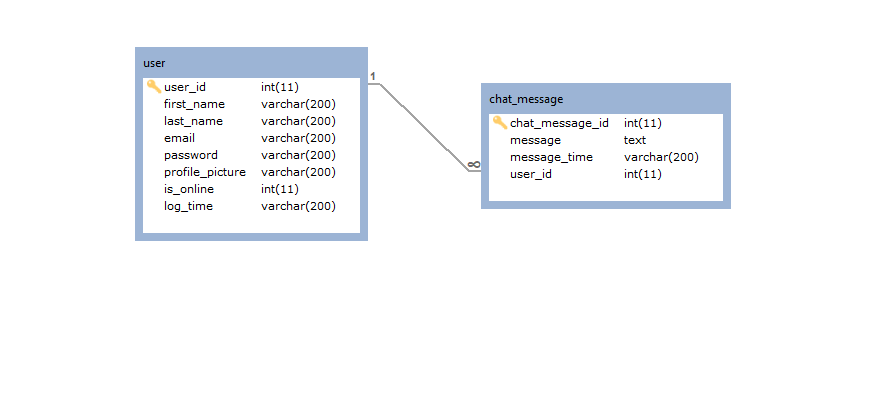 user
user_id int(11)
first_name varchar(200)
last_name varchar(200)
email varchar(200)
password varchar(200)
profile_picture varchar(200)
is_online int(11)
log_time varchar(200)
1
∞
chat_message
chat_message_id int(11)
message text
message_time varchar(200)
user_id int(11)